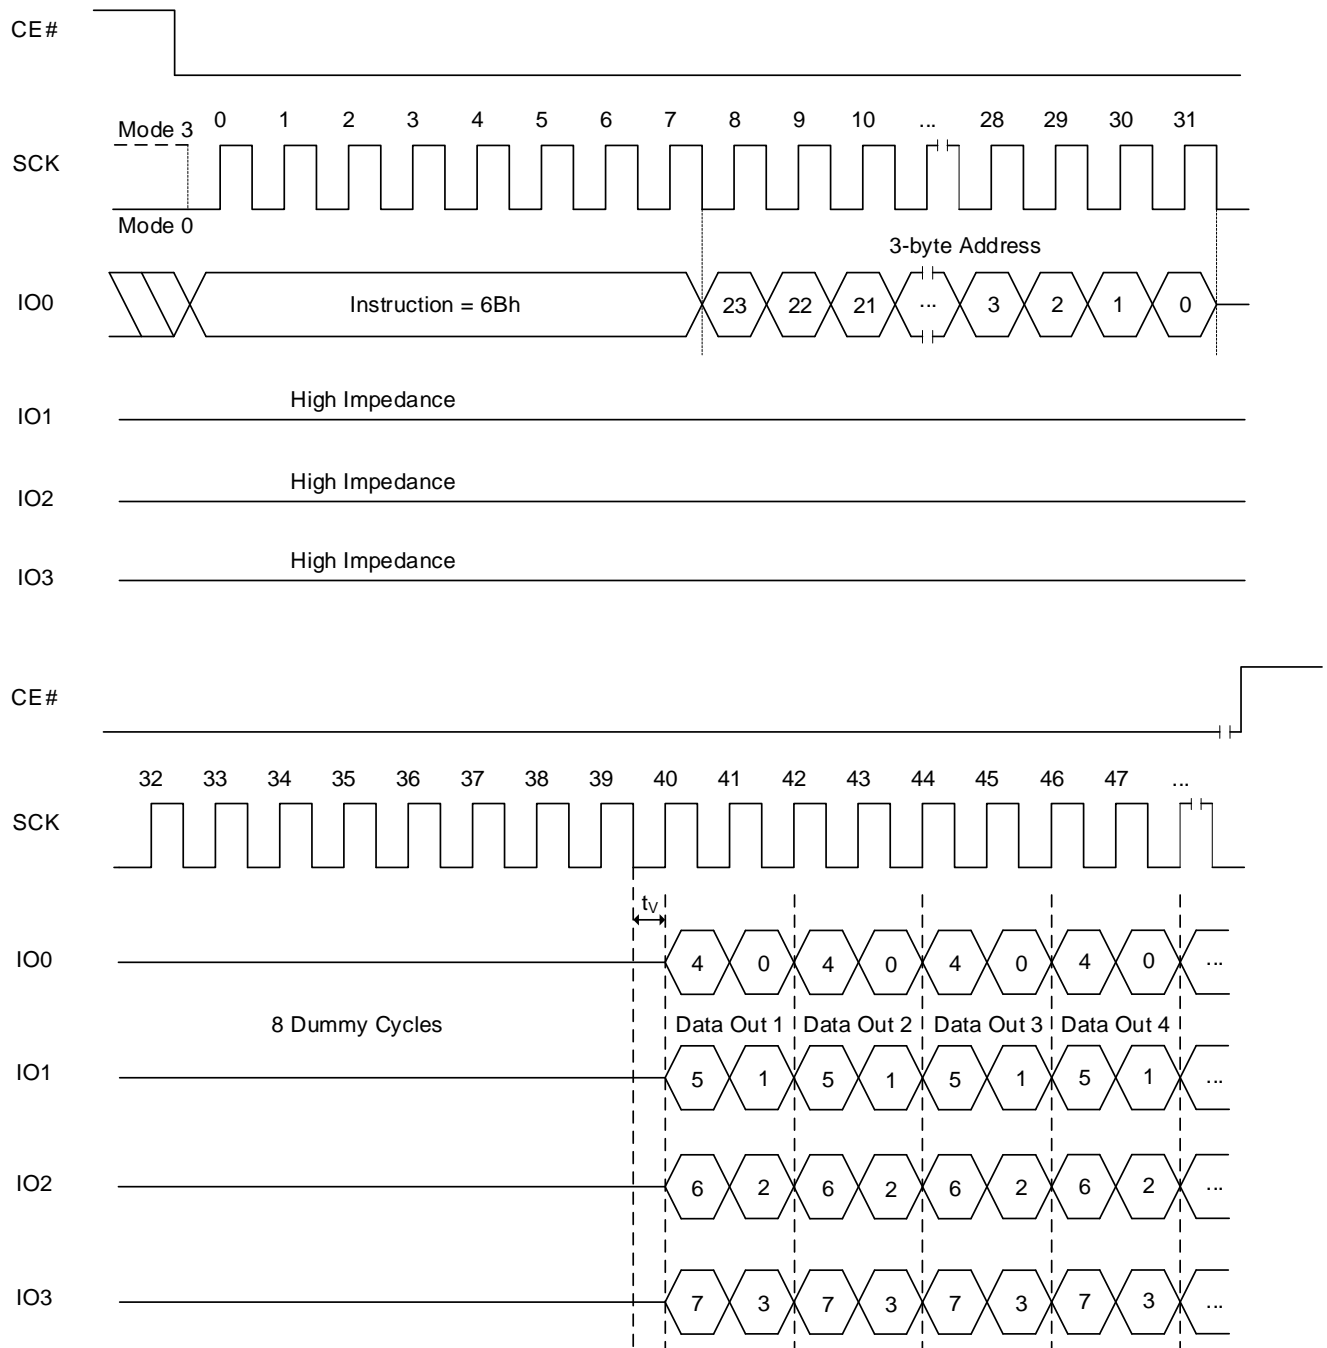 CE#
Mode 3 0 1 2 3 4 5 6 7 8 9 10 ... 28 29 30 31
SCK
Mode 0
3-byte Address
IO0 Instruction = 6Bh 23 22 21 ... 3 2 1 0
High Impedance
IO1
High Impedance
IO2
High Impedance
IO3
CE#
32 33 34 35 36 37 38 39 40 41 42 43 44 45 46 47 ...
SCK
tV
IO0 4 0 4 0 4 0 4 0 ...
8 Dummy Cycles Data Out 1 Data Out 2 Data Out 3 Data Out 4
IO1 5 1 5 1 5 1 5 1 ...
IO2 6 2 6 2 6 2 6 2 ...
IO3 7 3 7 3 7 3 7 3 ...